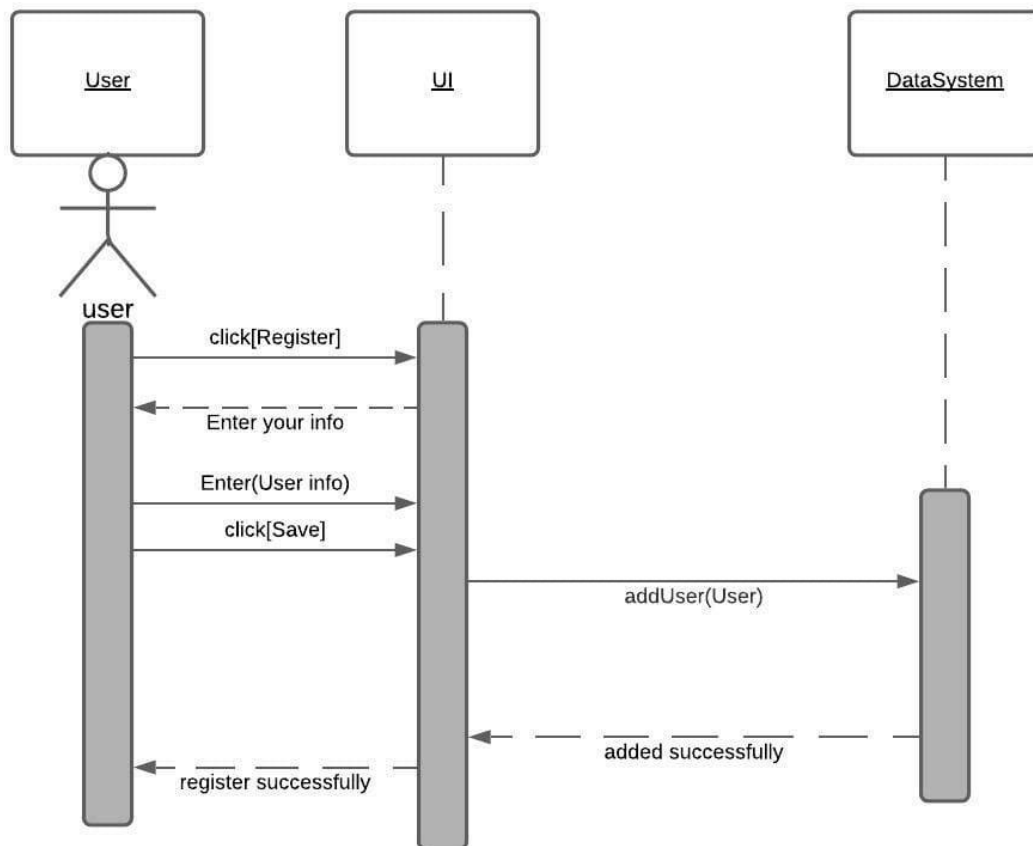 User
UI
DataSystem
user
click[Register]
Enter your info
Enter(User info)
click[Save]
addUser(User)
added successfully
register successfully